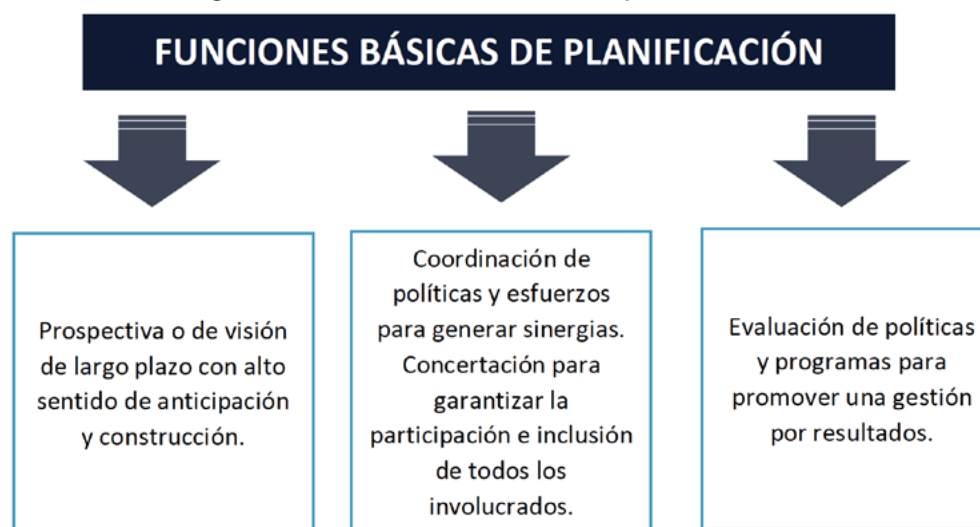 FUNCIONES BÁSICAS DE PLANIFICACIÓN
Prospectiva o de visión
de largo plazo con alto
sentido de anticipación
y construcción.
Coordinación de
políticas y esfuerzos
para generar sinergias.
Concertación para
garantizar la
participación e inclusión
de todos los
involucrados.
Evaluación de políticas
y programas para
promover una gestión
por resultados.